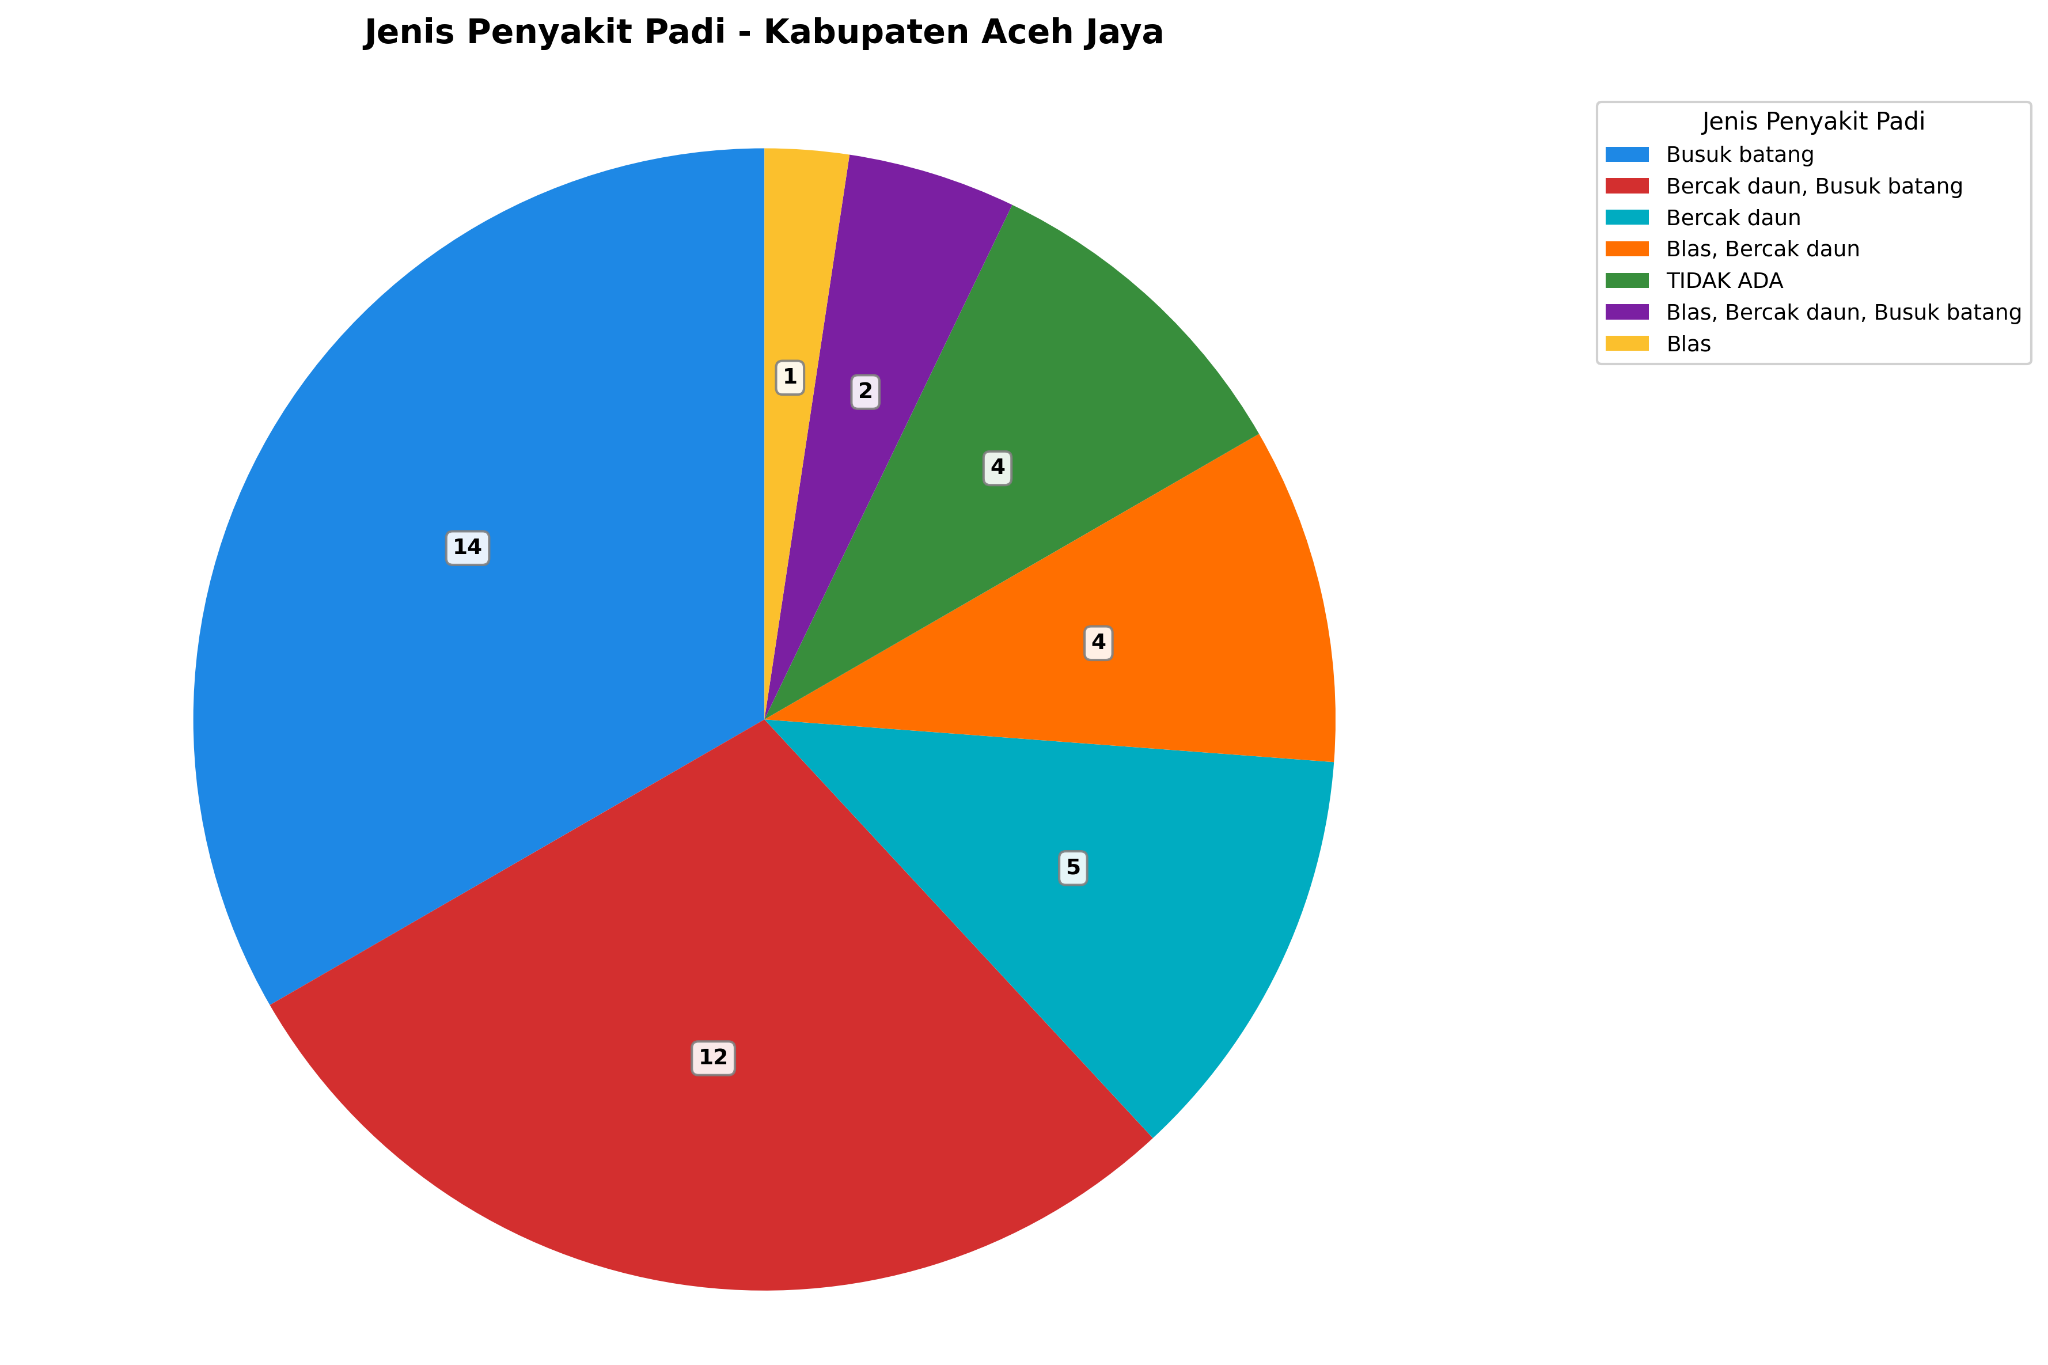 Jenis Penyakit Padi - Kabupaten Aceh Jaya
Jenis Penyakit Padi
Busuk batang
Bercak daun, Busuk batang
Bercak daun
Blas, Bercak daun
TIDAK ADA
Blas, Bercak daun, Busuk batang
Blas
1
2
4
14
4
5
12